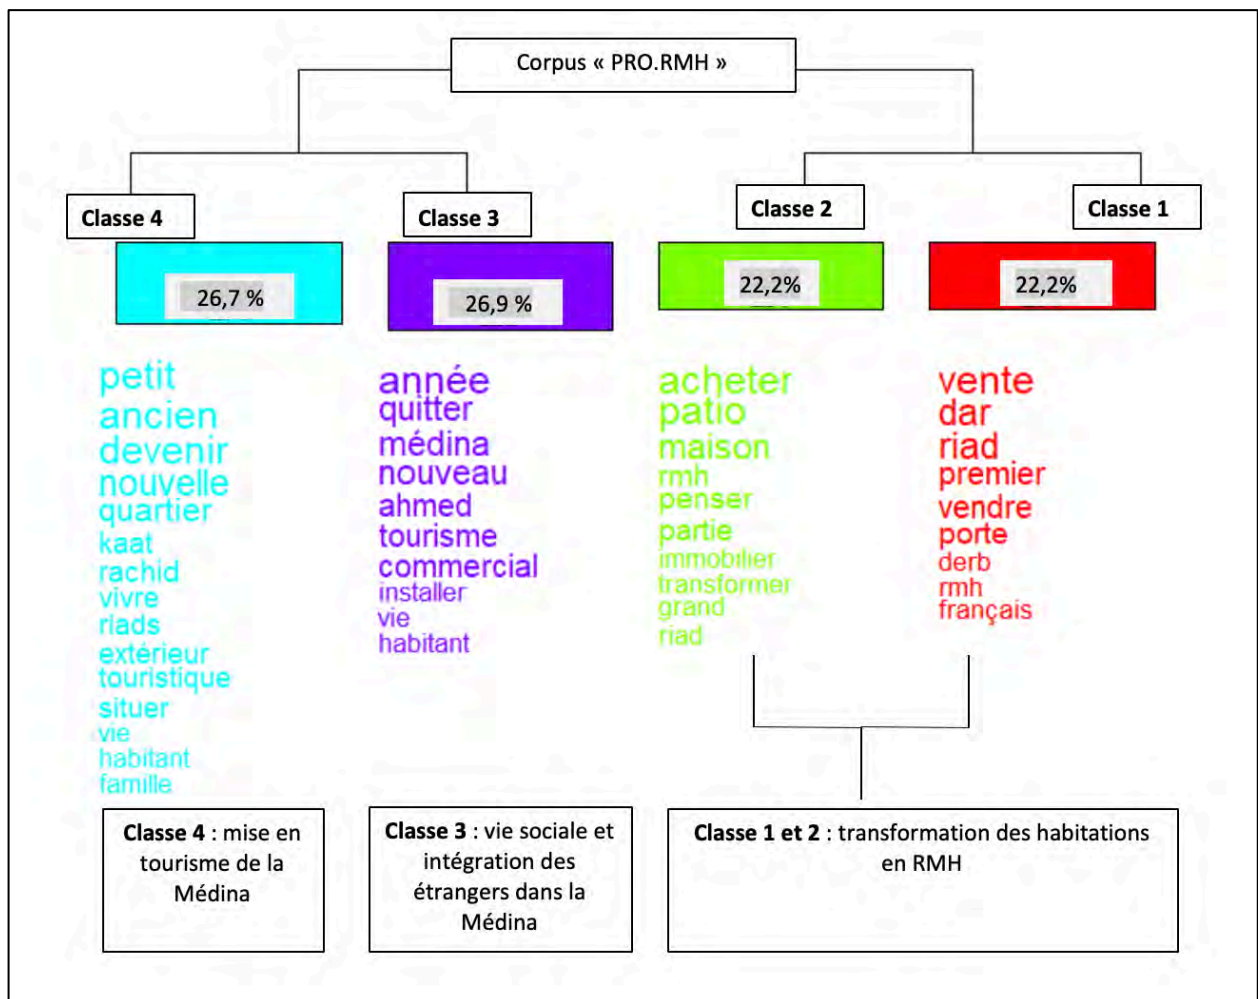 Corpus « PRO.RMH »
Classe 4
Classe 3
Classe 2
Classe 1
26,7 %
26,9 %
22,2%
22,2%
petit
ancien
devenir
nouvelle
quartier
kaat
rachid
vivre
riads
extérieur
touristique
situer
vie
habitant
famille
année
quitter
médina
nouveau
ahmed
tourisme
commercial
installer
vie
habitant
acheter
patio
maison
rmh
penser
partie
immobilier
transformer
grand
riad
vente
dar
riad
premier
vendre
porte
derb
rmh
français
Classe 4 : mise en
tourisme de la
Médina
Classe 3 : vie sociale et
intégration des
étrangers dans la
Médina
Classe 1 et 2 : transformation des habitations
en RMH